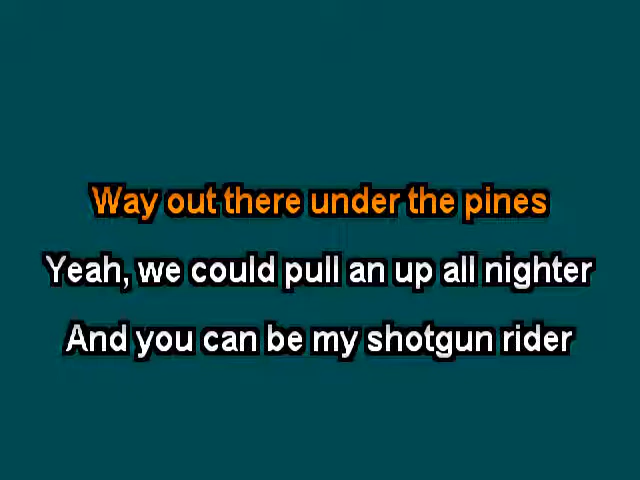 Way out there under the pines
Yeah, we could pull an up all nighter
And you can be my shotgun rider